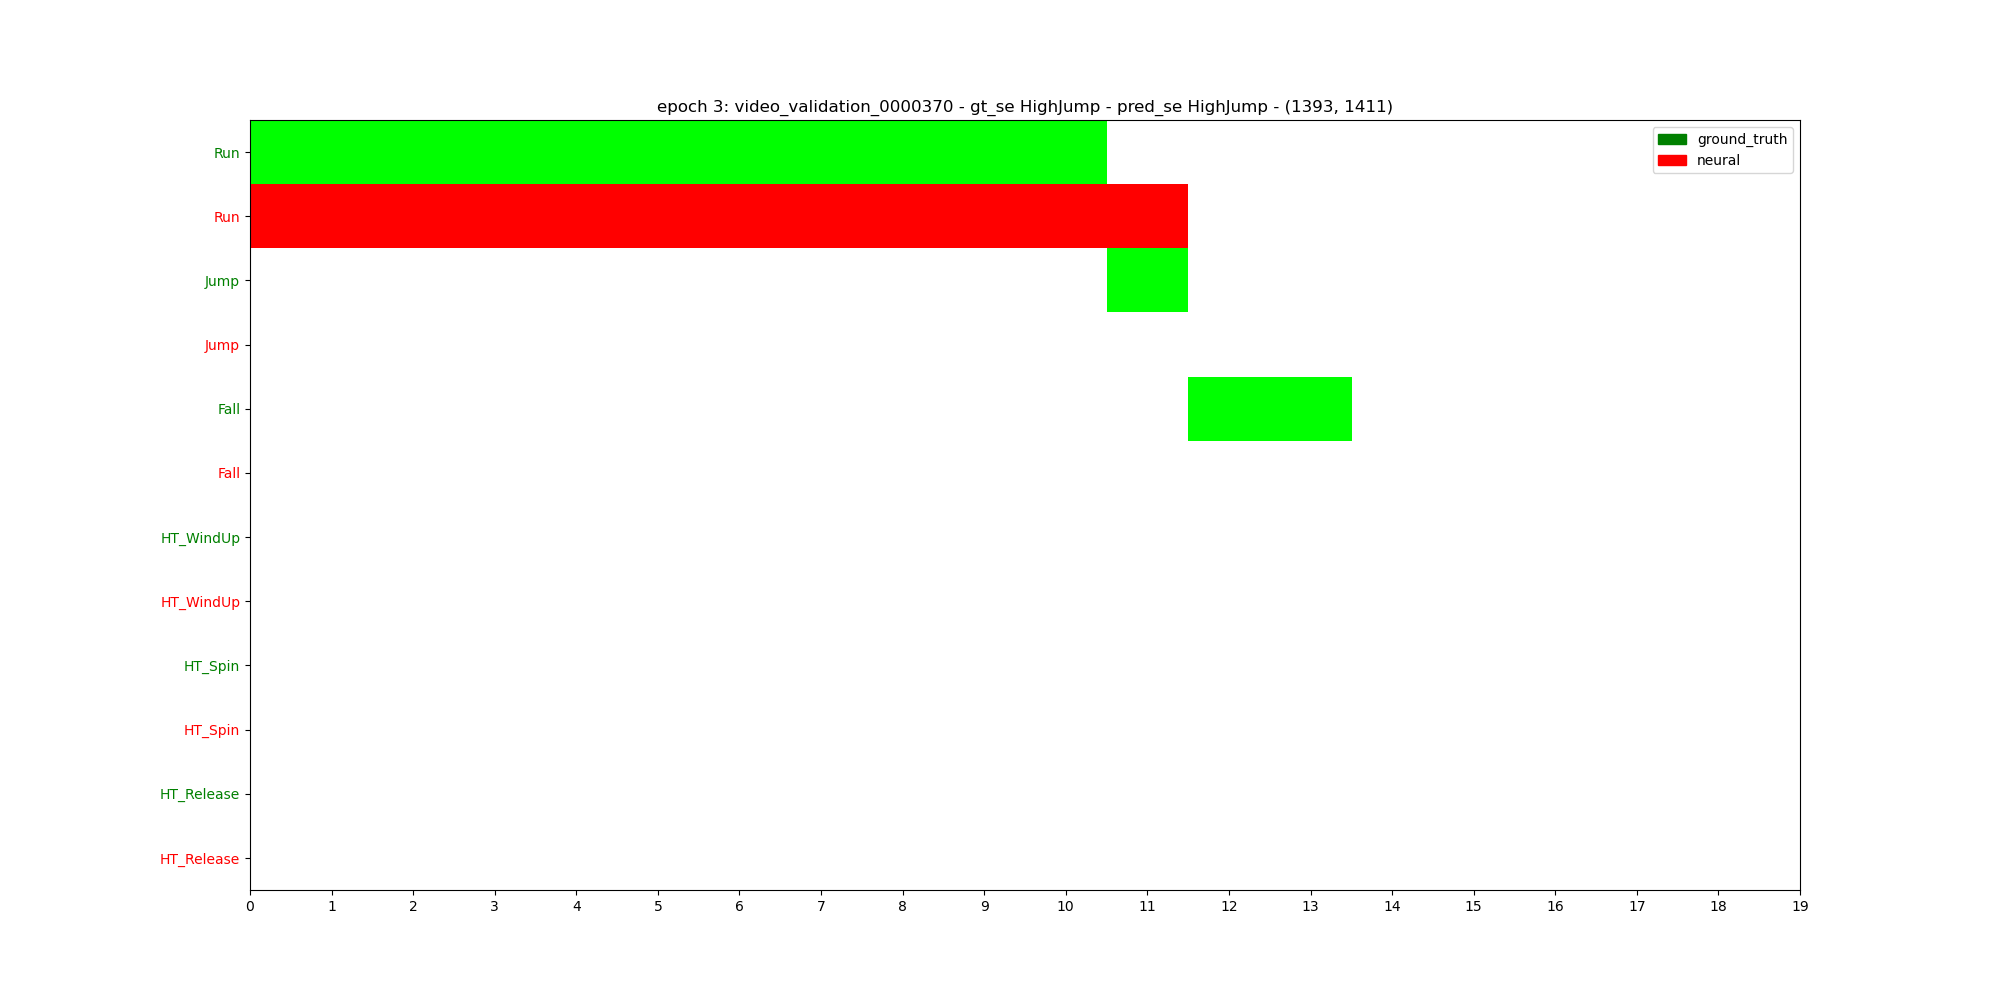 epoch 3: video_validation_0000370 - gt_se HighJump - pred_se HighJump - (1393, 1411)
ground_truth
neural
Run
Run
Jump
Jump
Fall
Fall
HT_WindUp
HT_WindUp
HT_Spin
HT_Spin
HT_Release
HT_Release
0 1 2 3 4 5 6 7 8 9 10 11 12 13 14 15 16 17 18 19